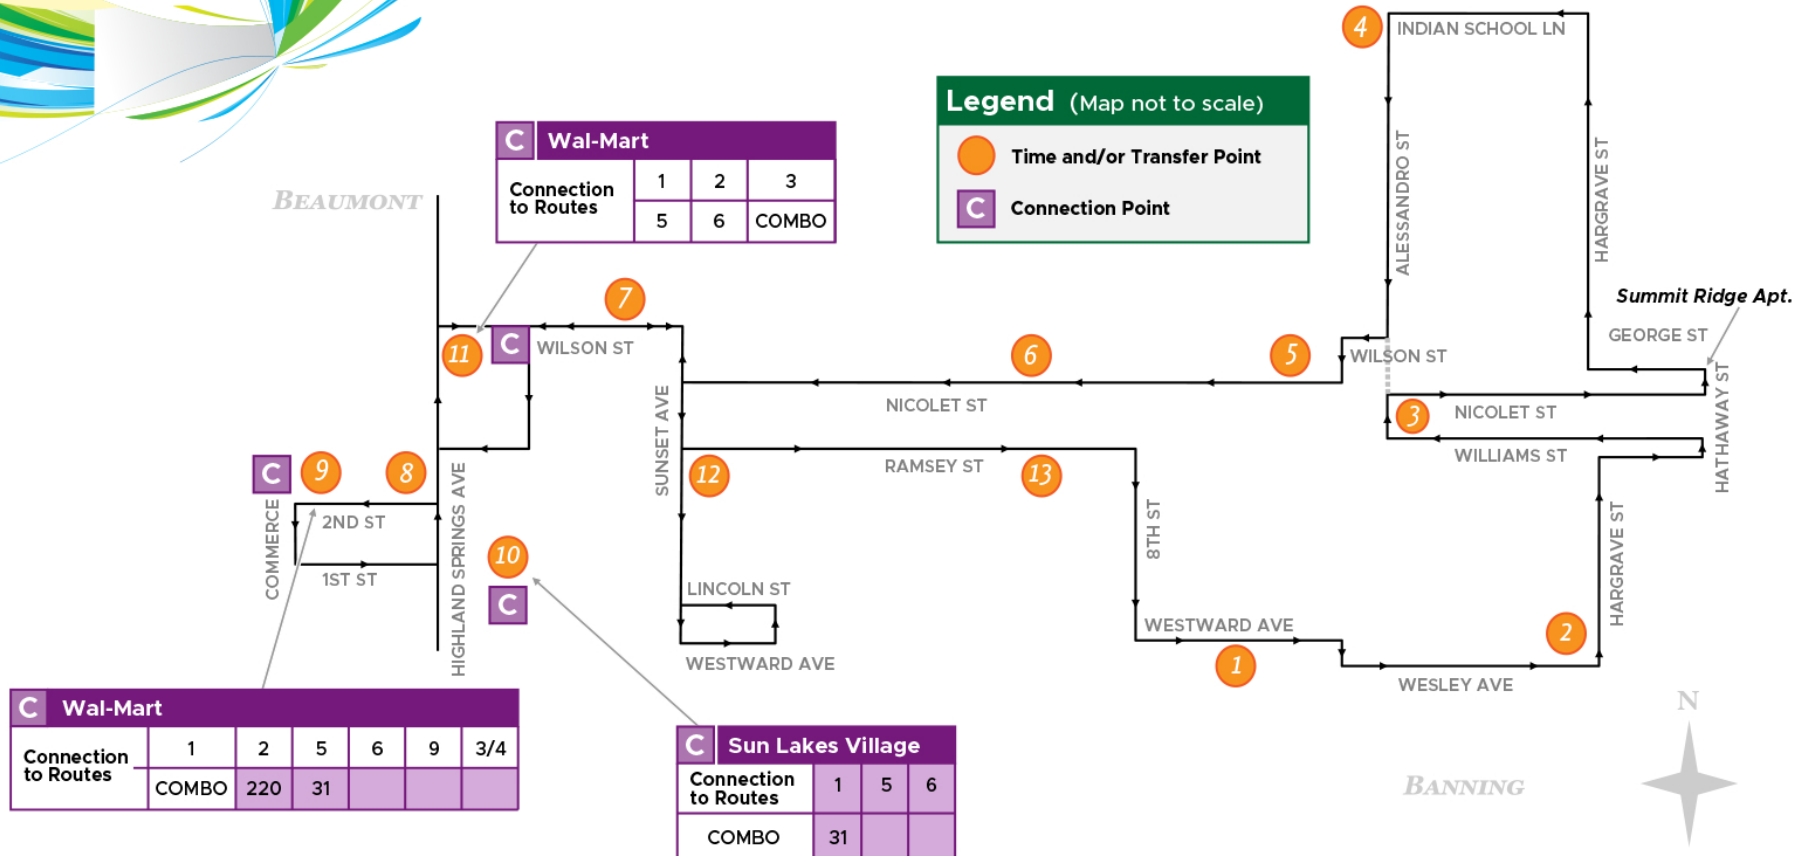 4
INDIAN SCHOOL LN
Legend (Map not to scale)
Time and/or Transfer Point
C Connection Point
C Wal-Mart
Connection
to Routes
1 2 3
5 6 COMBO
BEAUMONT
ALESSANDRO ST
HARGRAVE ST
Summit Ridge Apt.
GEORGE ST
7
11
C
WILSON ST
6
5
WILSON ST
NICOLET ST
3
NICOLET ST
HATHAWAY ST
WILLIAMS ST
SUNSET AVE
12
RAMSEY ST
13
C
9
8
COMMERCE
2ND ST
1ST ST
HIGHLAND SPRINGS AVE
10
C
8TH ST
HARGRAVE ST
LINCOLN ST
WESTWARD AVE
WESTWARD AVE
1
2
WESLEY AVE
C Wal-Mart
Connection
to Routes
1 2 5 6 9 3/4
COMBO 220 31
C Sun Lakes Village
Connection
to Routes
1 5 6
COMBO 31
N
BANNING